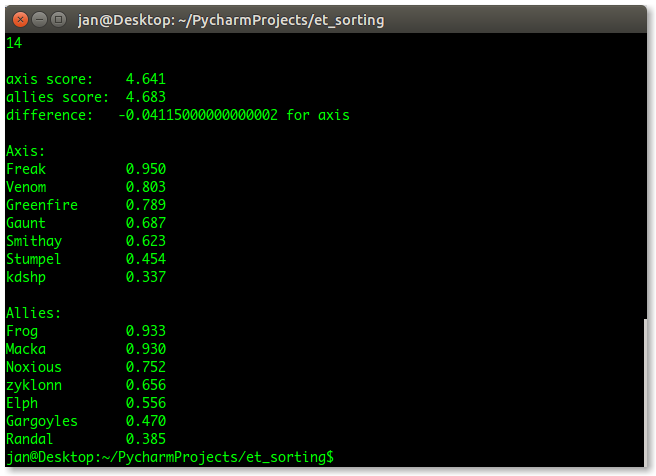 jan@Desktop: ~/PycharmProjects/et_sorting
14
axis score:    4.641
allies score:  4.683
difference:   -0.04115000000000002 for axis
Axis:
Freak          0.950
Venom          0.803
Greenfire      0.789
Gaunt          0.687
Smithay        0.623
Stumpel        0.454
kdshp          0.337
Allies:
Frog           0.933
Macka          0.930
Noxious        0.752
zyklonn        0.656
Elph           0.556
Gargoyles      0.470
Randal         0.385
jan@Desktop:~/PycharmProjects/et_sorting$